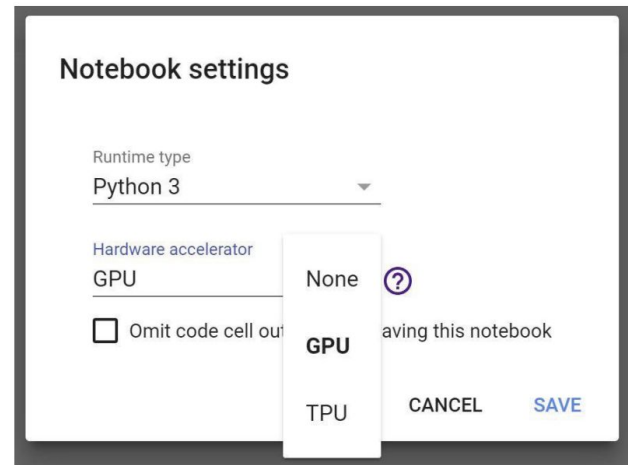 Notebook settings
Runtime type
Python 3
Hardware accelerator
GPU
None
?
Omit code cell out
aving this notebook
GPU
TPU
CANCEL
SAVE